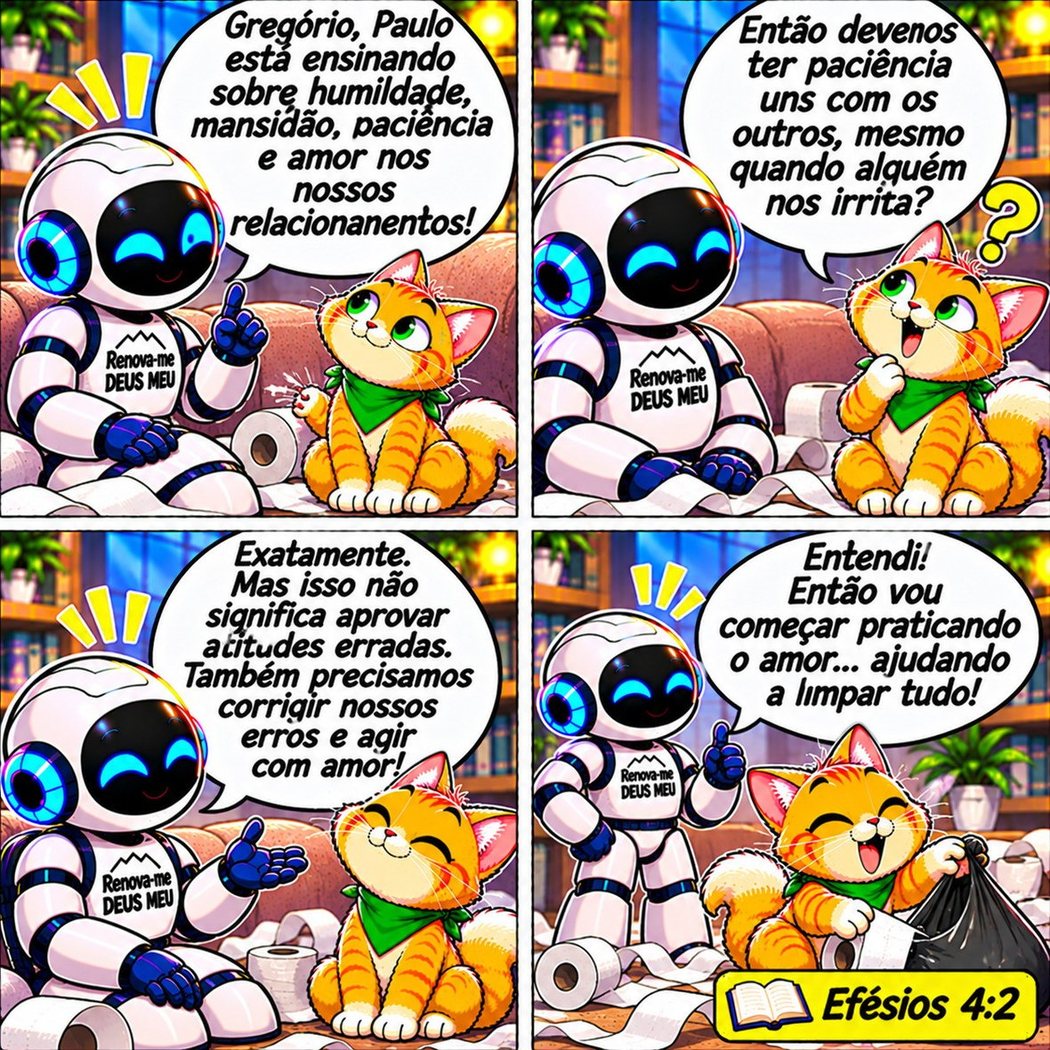 Gregório, Paulo
está ensinando
sobre humildade,
mansidão, paciência
e amor nos
nossos
relacionanentos!
Renova-me
DEUS MEU
Então devenos
ter paciência
uns com os
outros, mesmo
quando alguém
nos irrita?
?
Renova-me
DEUS MEU
Exatamente.
Mas isso não
significa aprovar
atitudes erradas.
Também precisamos
corrigir nossos
erros e agir
com amor!
Renova-me
DEUS MEU
Entendi!
Então vou
começar praticando
o amor... ajudando
a limpar tudo!
Renova-me
DEUS MEU
Efésios 4:2